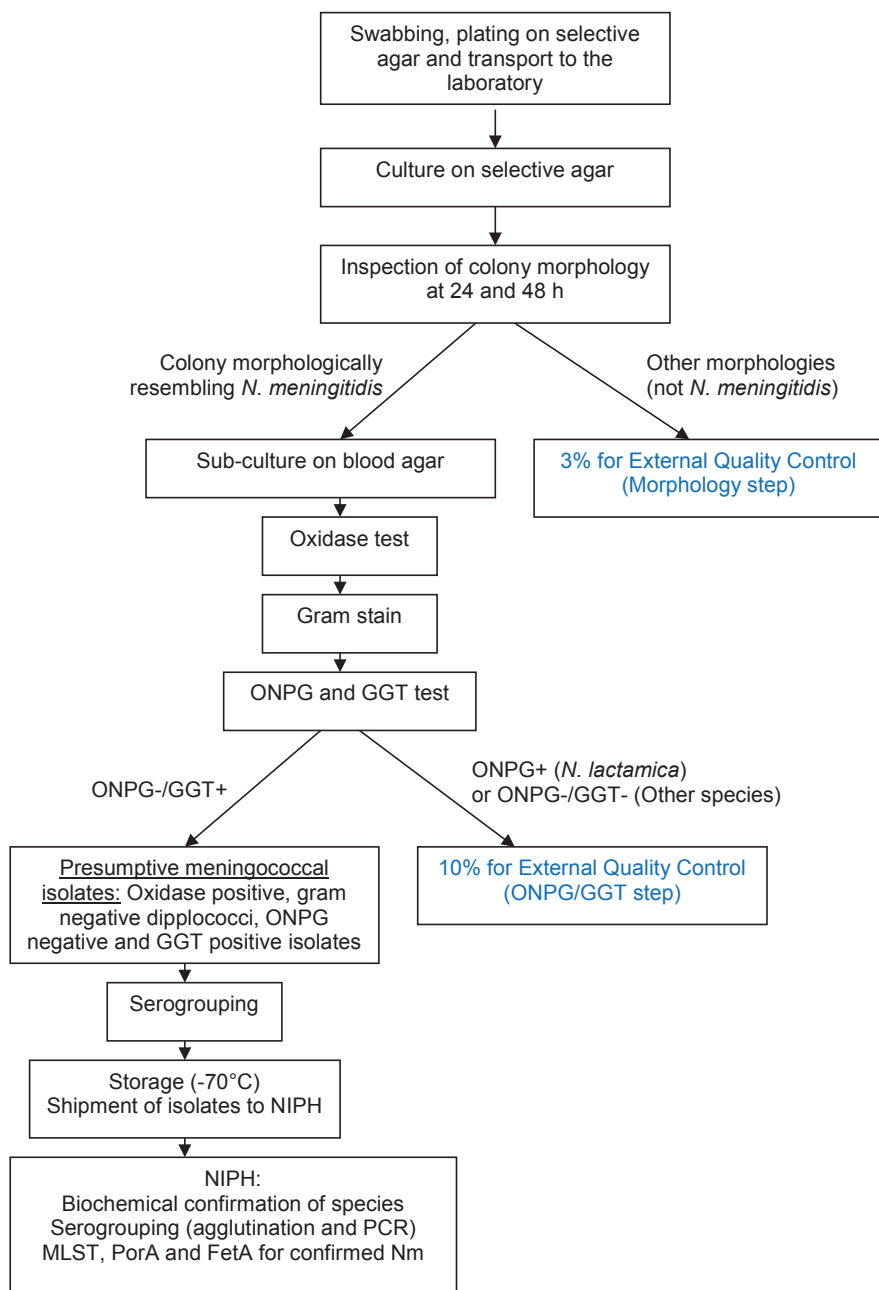 Swabbing, plating on selective
agar and transport to the
laboratory
Culture on selective agar
Inspection of colony morphology
at 24 and 48 h
Colony morphologically
resembling N. meningitidis
Other morphologies
(not N. meningitidis)
Sub-culture on blood agar
3% for External Quality Control
(Morphology step)
Oxidase test
Gram stain
ONPG and GGT test
ONPG-/GGT+
ONPG+ (N. lactamica)
or ONPG-/GGT- (Other species)
Presumptive meningococcal
isolates: Oxidase positive, gram
negative dipplococci, ONPG
negative and GGT positive isolates
10% for External Quality Control
(ONPG/GGT step)
Serogrouping
Storage (-70°C)
Shipment of isolates to NIPH
NIPH:
Biochemical confirmation of species
Serogrouping (agglutination and PCR)
MLST, PorA and FetA for confirmed Nm